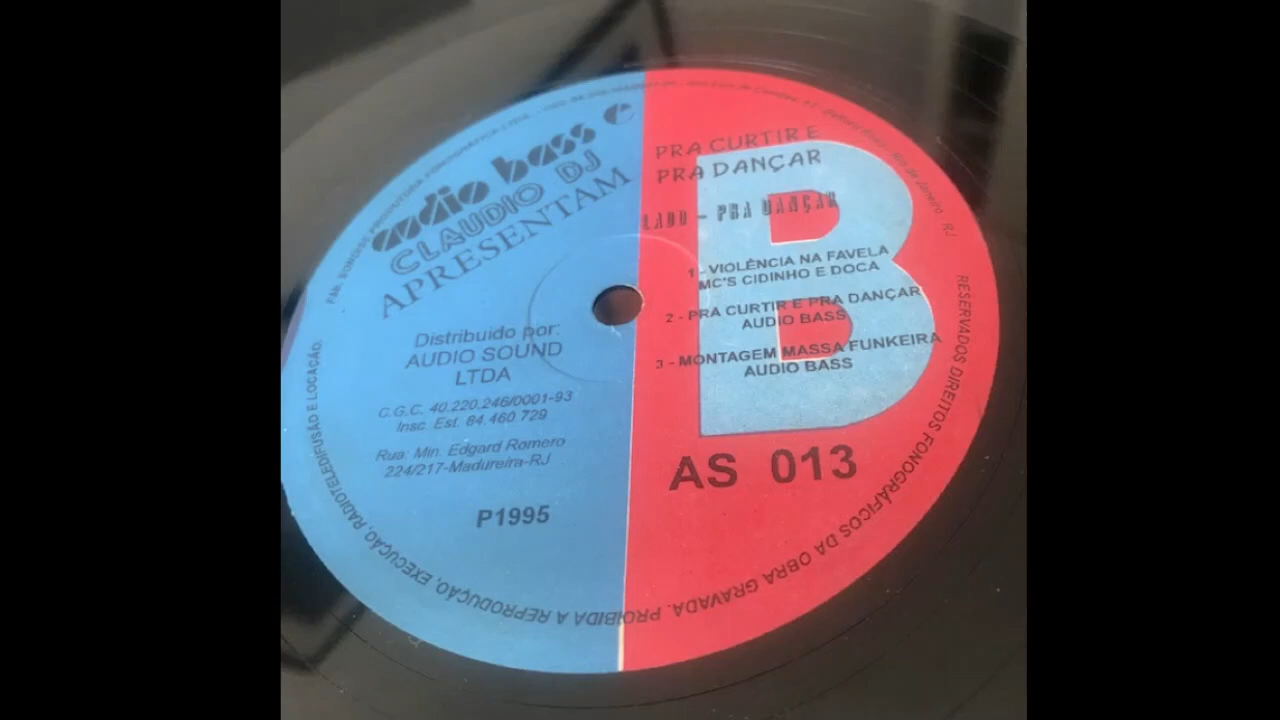 audio bass e
CLAUDIO DJ
APRESENTAM
Distribuido por:
AUDIO SOUND
LTDA
C.G.C. 40.220.246/0001-93
Insc. Est. 84.460.729
Rua: Min. Edgard Romero
224/217-Madureira-RJ
P1995
PRA CURTIR E
PRA DANÇAR
LADO - PRA DANÇAR
B
1 - VIOLÊNCIA NA FAVELA
MC'S CIDINHO E DOCA
2 - PRA CURTIR E PRA DANÇAR
AUDIO BASS
3 - MONTAGEM MASSA FUNKEIRA
AUDIO BASS
AS 013
RESERVADOS DIREITOS FONOGRÁFICOS DA OBRA GRAVADA. PROIBIDA A REPRODUÇÃO, EXECUÇÃO, RADIOTELEDIFUSÃO E LOCAÇÃO.